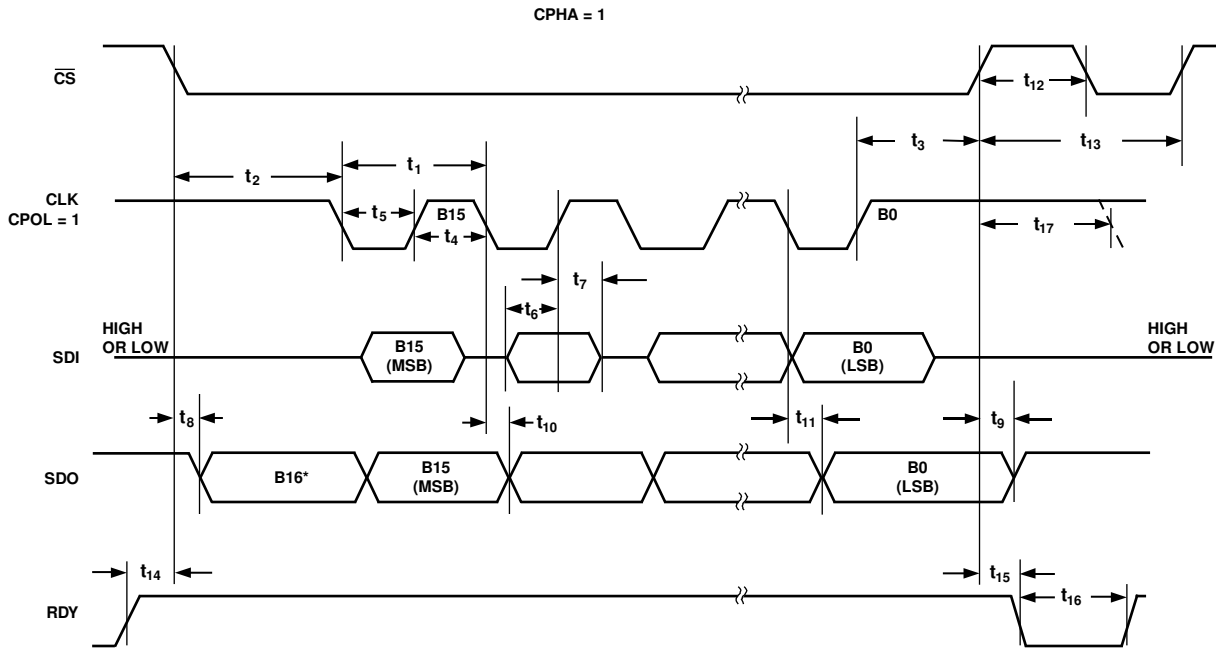 CPHA = 1
CS
t12
t3
t13
t1
t2
CLK
CPOL = 1
t5
B15
t4
B0
t17
t7
t6
HIGH
OR LOW
SDI
B15
(MSB)
B0
(LSB)
HIGH
OR LOW
t8
t10
t11
t9
SDO
B16*
B15
(MSB)
B0
(LSB)
t14
t15
t16
RDY